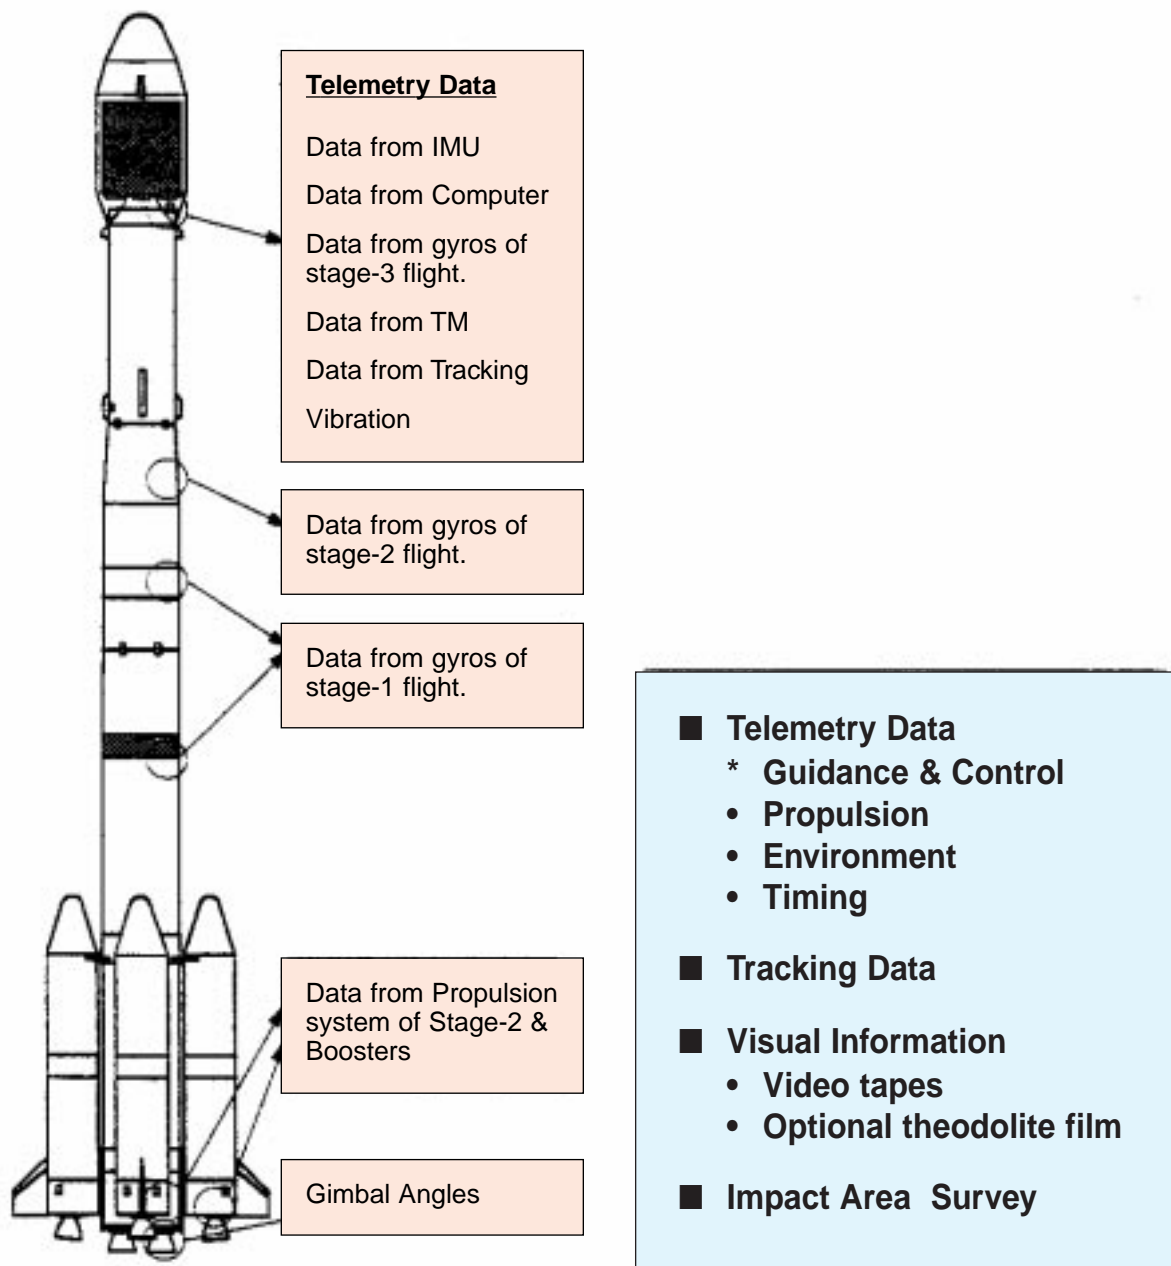 Telemetry Data
Data from IMU
Data from Computer
Data from gyros of
stage-3 flight.
Data from TM
Data from Tracking
Vibration
Data from gyros of
stage-2 flight.
Data from gyros of
stage-1 flight.
Data from Propulsion
system of Stage-2 &
Boosters
Gimbal Angles
■ Telemetry Data
* Guidance & Control
• Propulsion
• Environment
• Timing
■ Tracking Data
■ Visual Information
• Video tapes
• Optional theodolite film
■ Impact Area Survey